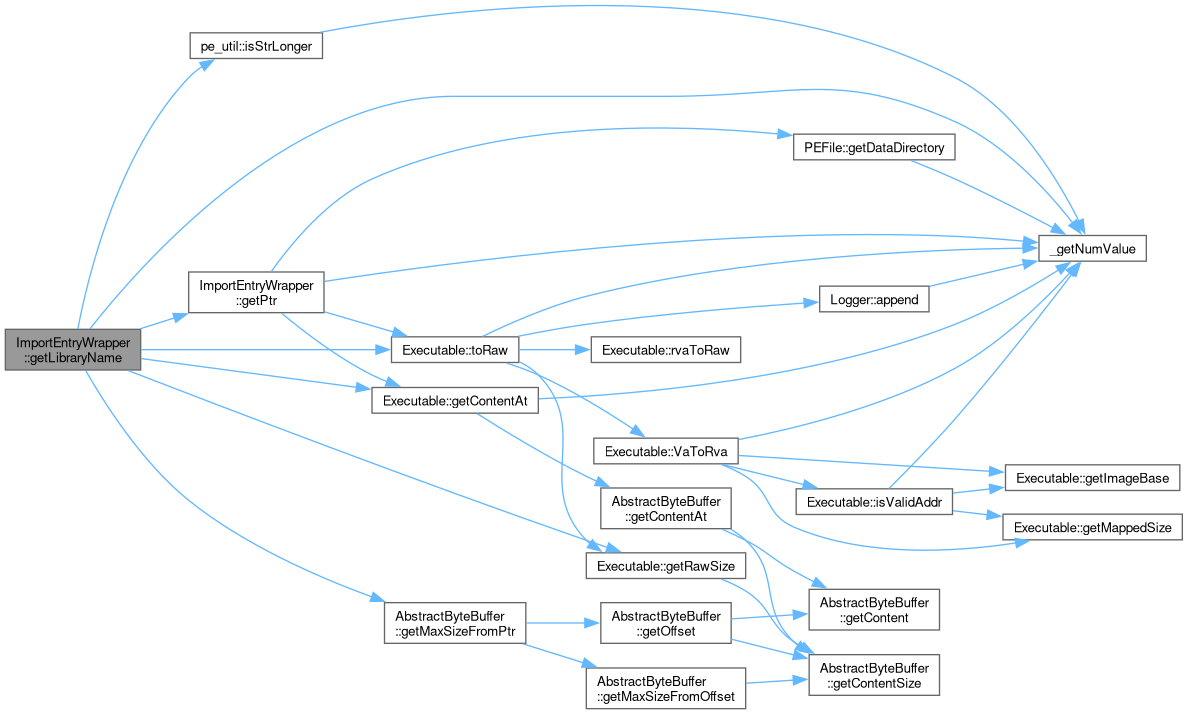 pe_util::isStrLonger
PEFile::getDataDirectory
_getNumValue
ImportEntryWrapper
::getPtr
Logger::append
ImportEntryWrapper
::getLibraryName
Executable::toRaw
Executable::rvaToRaw
Executable::getContentAt
Executable::VaToRva
Executable::getImageBase
Executable::isValidAddr
AbstractByteBuffer
::getContentAt
Executable::getMappedSize
Executable::getRawSize
AbstractByteBuffer
::getContent
AbstractByteBuffer
::getMaxSizeFromPtr
AbstractByteBuffer
::getOffset
AbstractByteBuffer
::getContentSize
AbstractByteBuffer
::getMaxSizeFromOffset